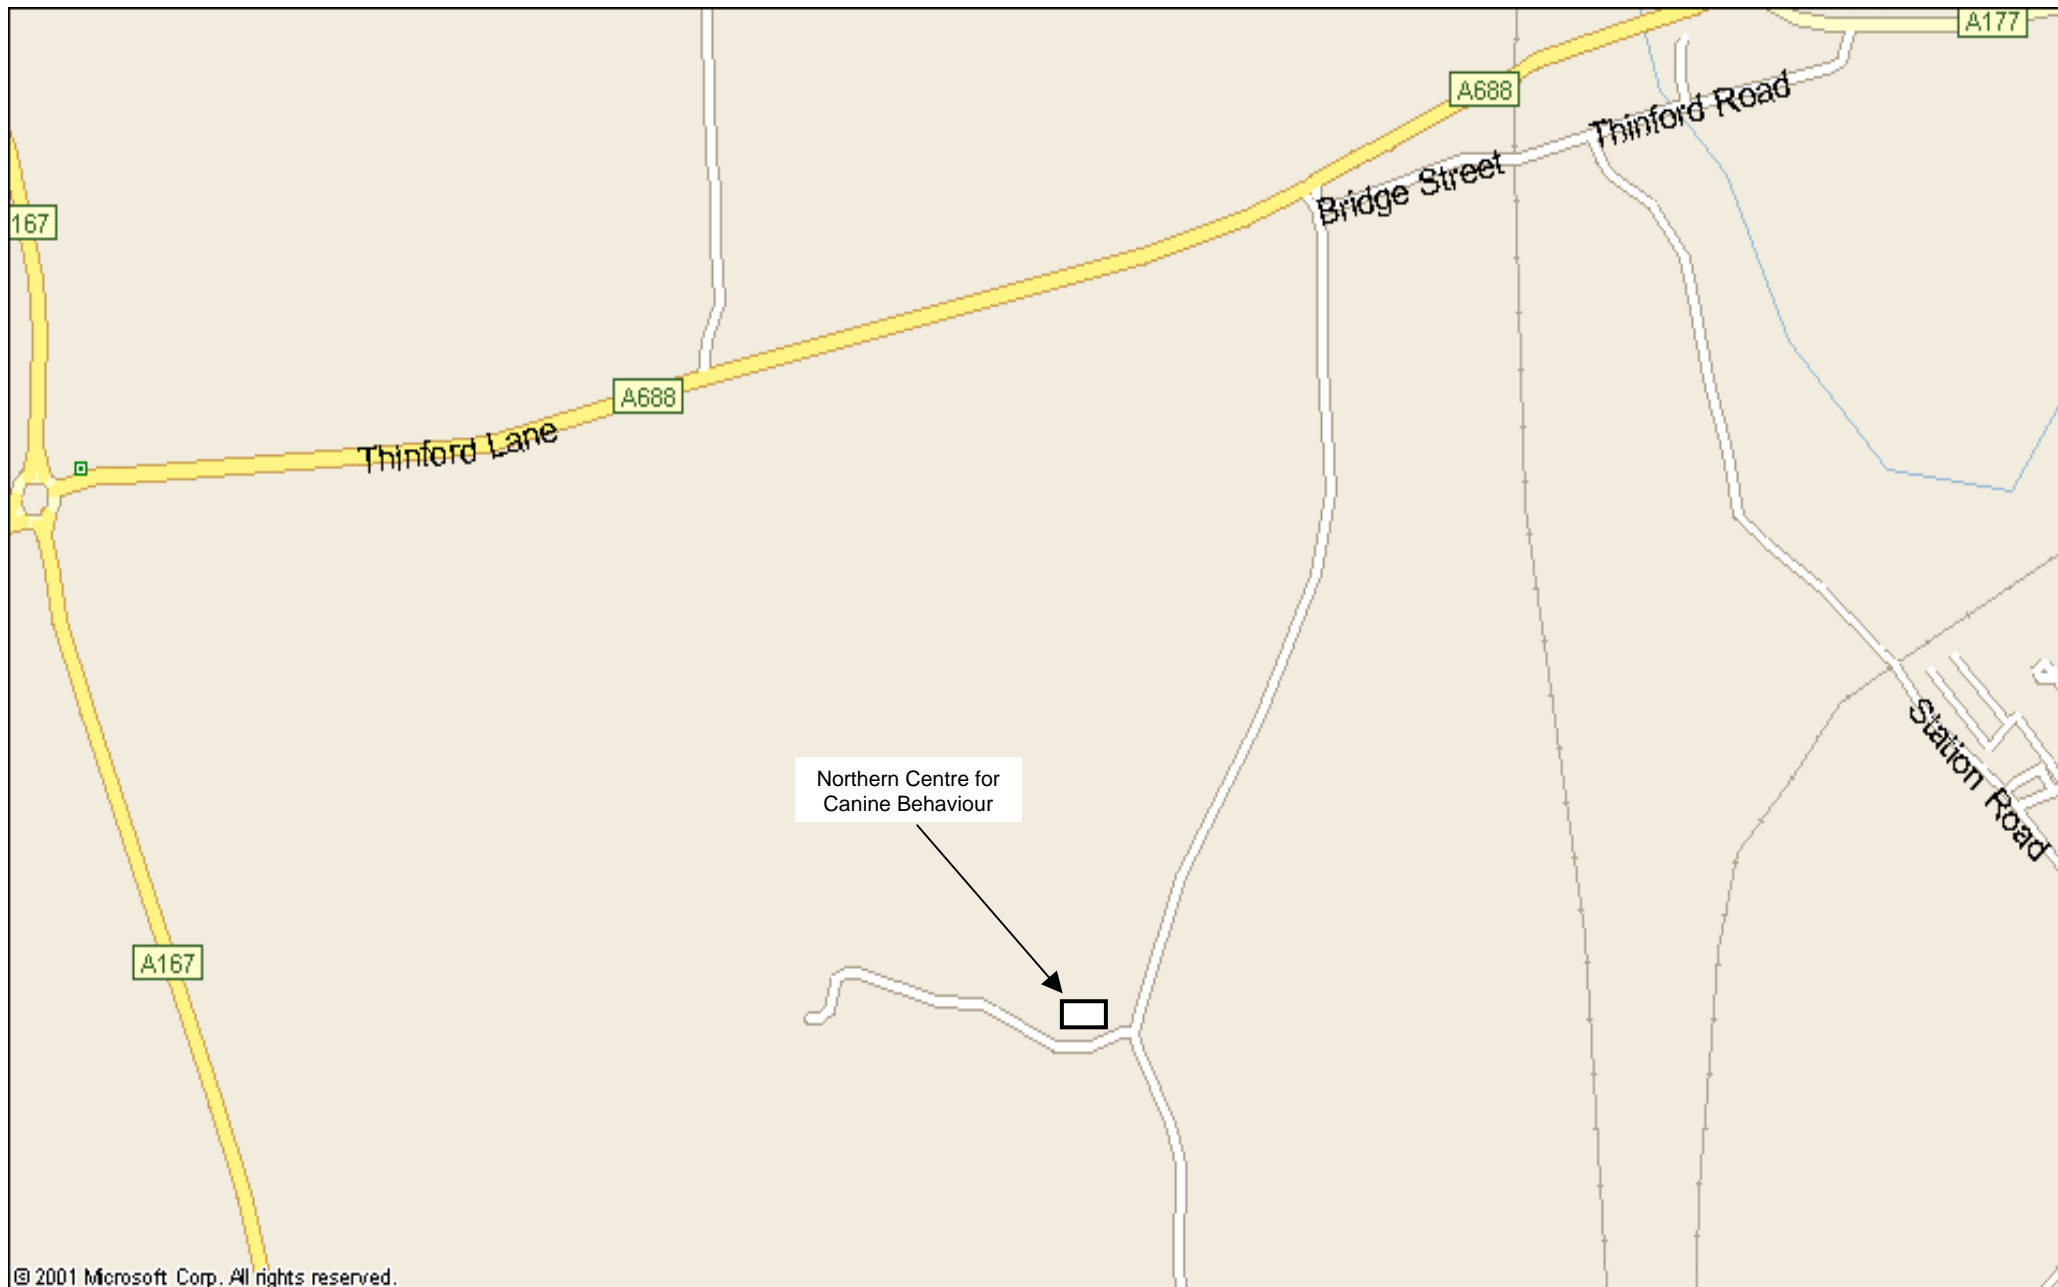 A177
A688
Thinford Road
Bridge Street
167
A688
Thinford Lane
Station Road
Northern Centre for
Canine Behaviour
A167
© 2001 Microsoft Corp. All rights reserved.